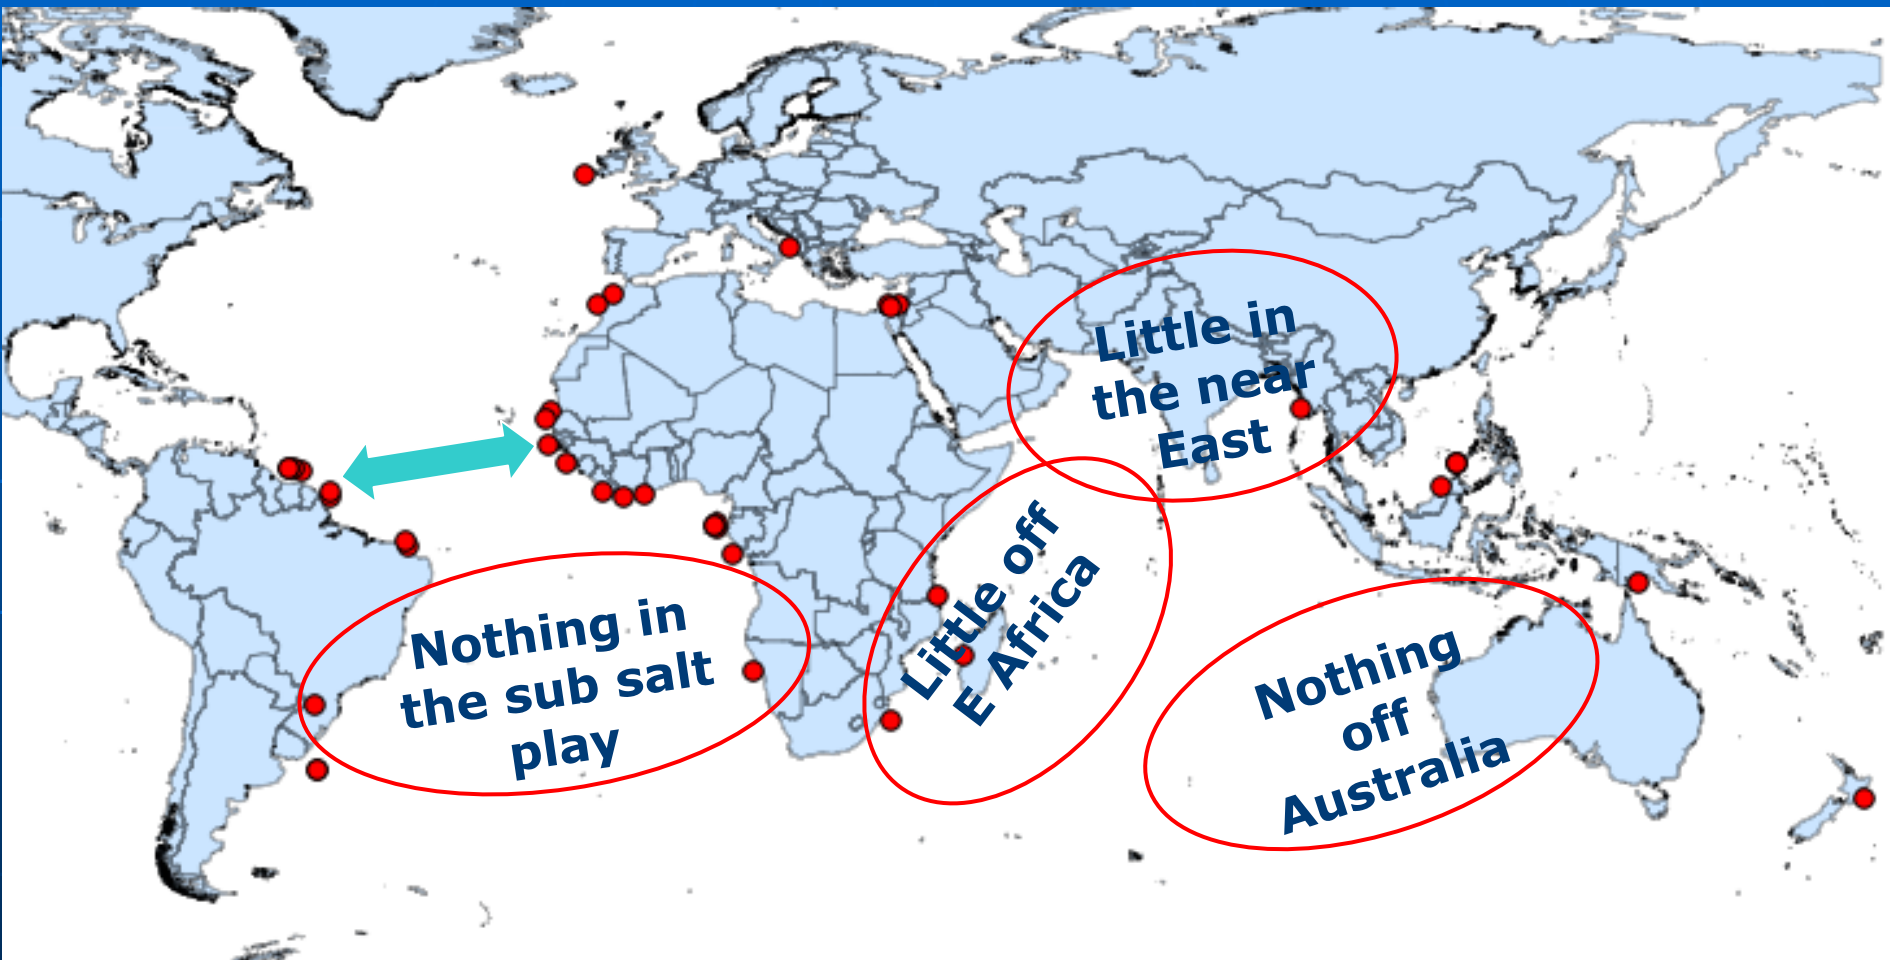 Little in
the near
East
Little off
E Africa
Nothing in
the sub salt
play
Nothing
off
Australia